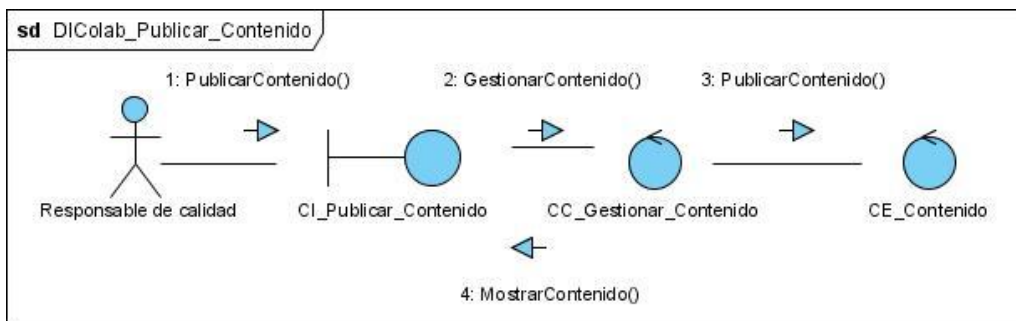 sd DIColab_Publicar_Contenido
1: PublicarContenido()
2: GestionarContenido()
3: PublicarContenido()
Responsable de calidad
CI_Publicar_Contenido
CC_Gestionar_Contenido
CE_Contenido
4: MostrarContenido()